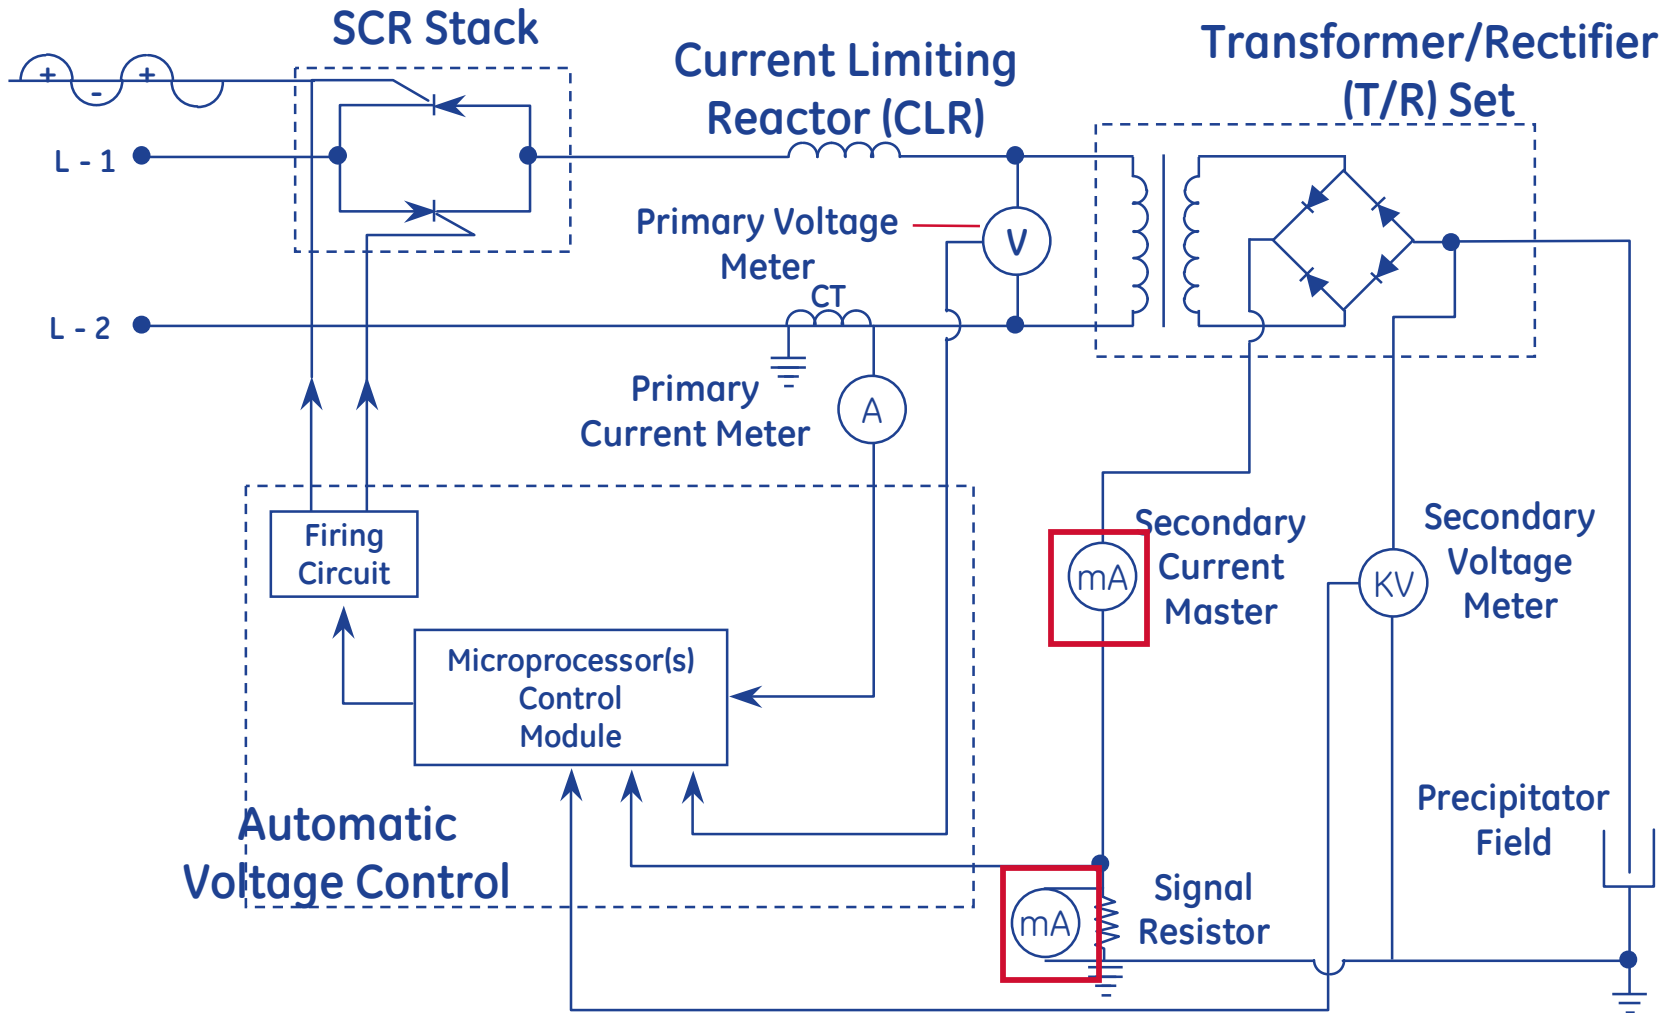 SCR Stack
Current Limiting
Reactor (CLR)
Transformer/Rectifier
(T/R) Set
+
+
-
L - 1
Primary Voltage
Meter
V
CT
L - 2
Primary
Current Meter
A
Firing
Circuit
Microprocessor(s)
Control
Module
Automatic
Voltage Control
mA
Secondary
Current
Master
KV
Secondary
Voltage
Meter
Precipitator
Field
mA
Signal
Resistor